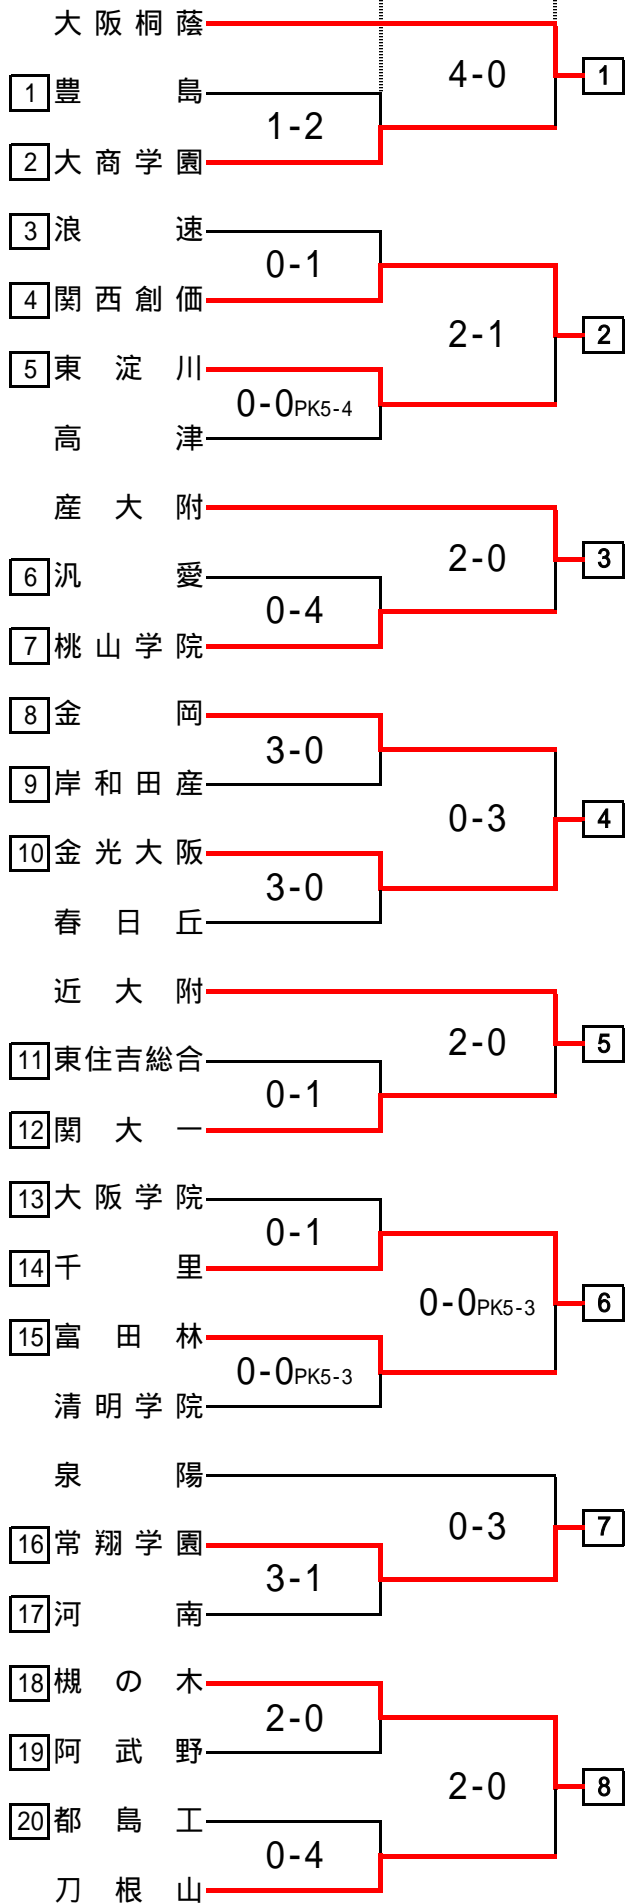 大阪桐蔭
4-0
1
1 豊島
1-2
2 大商学園
3 浪速
0-1
4 関西創価
2-1
2
5 東淀川
0-0PK5-4
高津
産大附
2-0
3
6 汎愛
0-4
7 桃山学院
8 金岡
3-0
9 岸和田産
0-3
4
10 金光大阪
3-0
春日丘
近大附
2-0
5
11 東住吉総合
0-1
12 関大一
13 大阪学院
0-1
14 千里
0-0PK5-3
6
15 富田林
0-0PK5-3
清明学院
泉陽
0-3
7
16 常翔学園
3-1
17 河南
18 槻の木
2-0
19 阿武野
2-0
8
20 都島工
0-4
刀根山